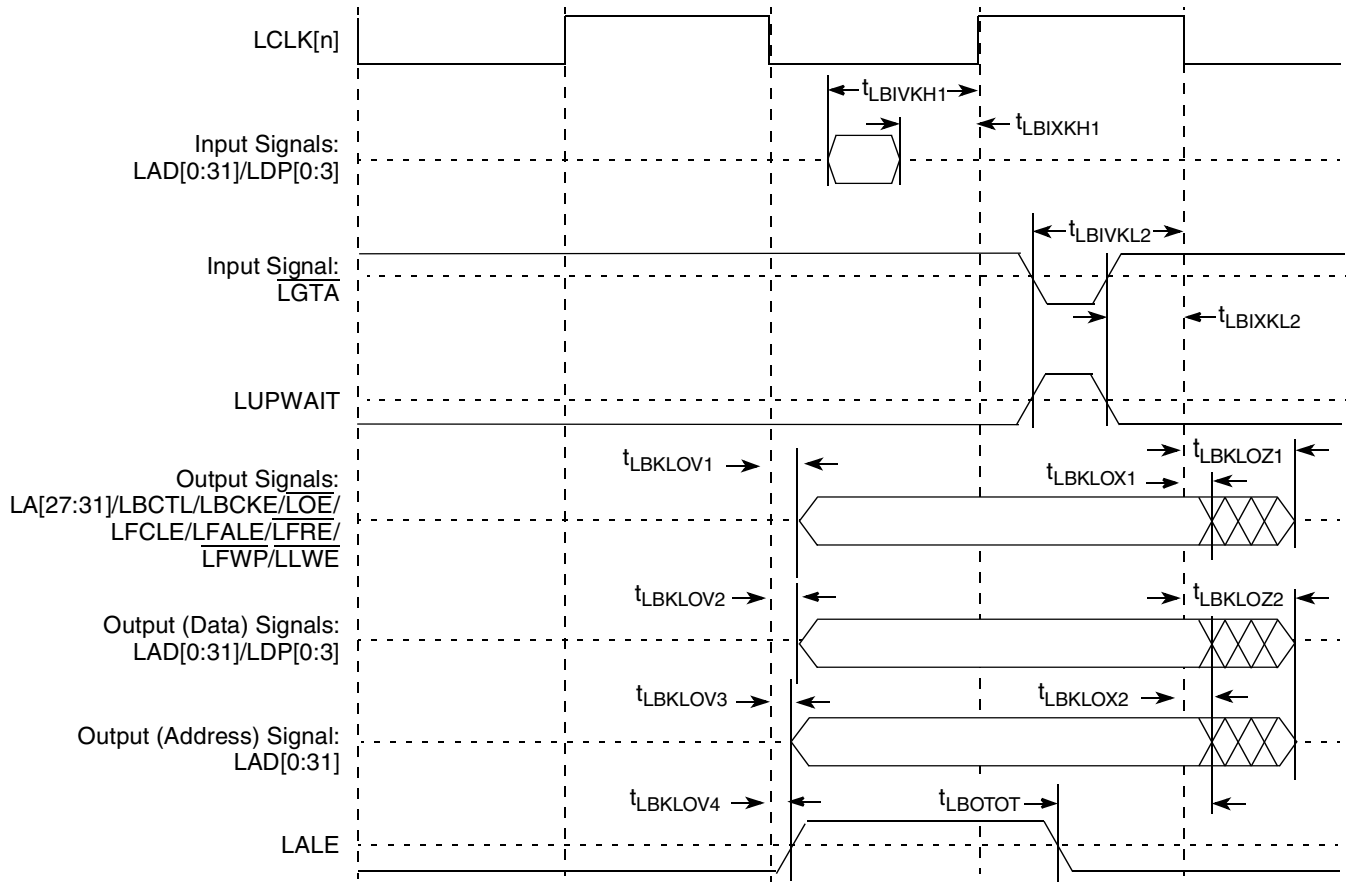 LCLK[n]
tLBIVKH1
tLBIXKH1
Input Signals:
LAD[0:31]/LDP[0:3]
tLBIVKL2
Input Signal:
LGTA
tLBIXKL2
LUPWAIT
tLBKLOV1
tLBKLOZ1
tLBKLOX1
Output Signals:
LA[27:31]/LBCTL/LBCKE/LOE/
LFCLE/LFALE/LFRE/
LFWP/LLWE
tLBKLOV2
tLBKLOZ2
Output (Data) Signals:
LAD[0:31]/LDP[0:3]
tLBKLOV3
tLBKLOX2
Output (Address) Signal:
LAD[0:31]
tLBKLOV4
tLBOTOT
LALE